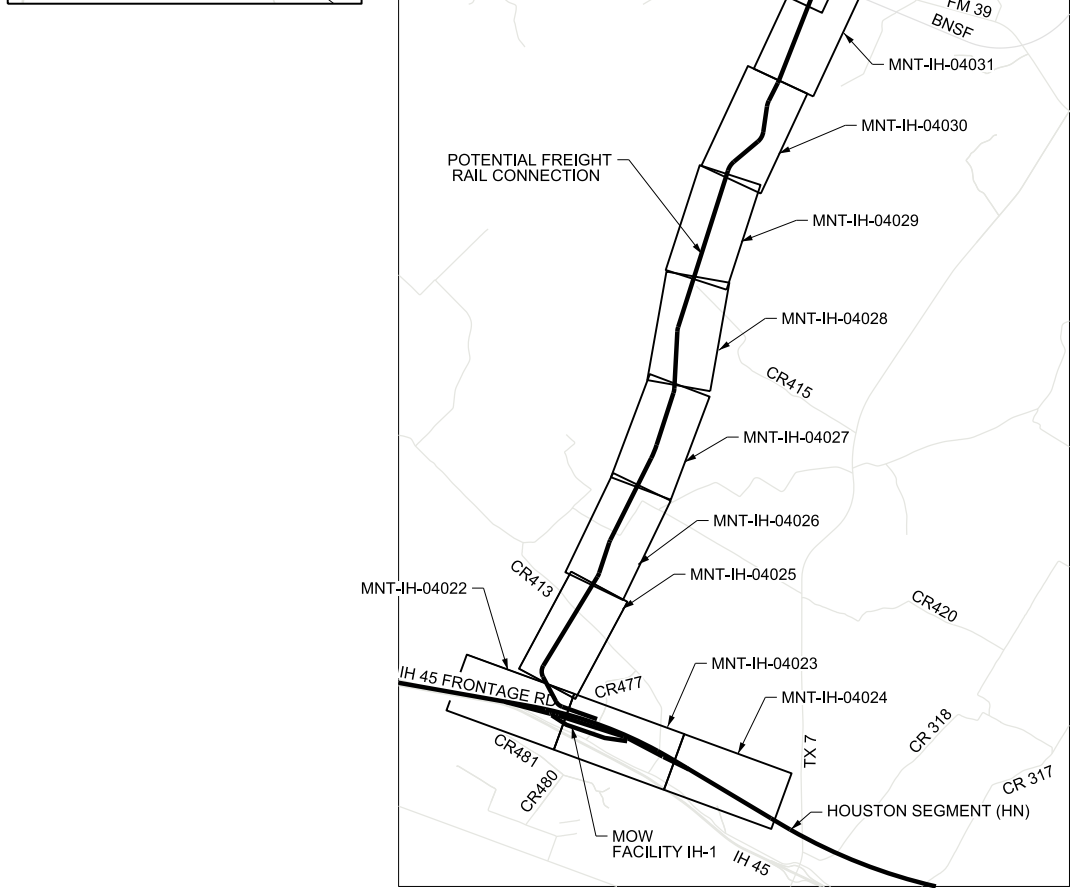 FM 39
BNSF
MNT-IH-04031
MNT-IH-04030
POTENTIAL FREIGHT
RAIL CONNECTION
MNT-IH-04029
MNT-IH-04028
CR415
MNT-IH-04027
MNT-IH-04026
CR413
MNT-IH-04025
MNT-IH-04022
CR420
MNT-IH-04023
IH 45 FRONTAGE RD
CR477
MNT-IH-04024
CR 318
TX 7
CR481
CR480
CR 317
HOUSTON SEGMENT (HN)
MOW
FACILITY IH-1
IH 45